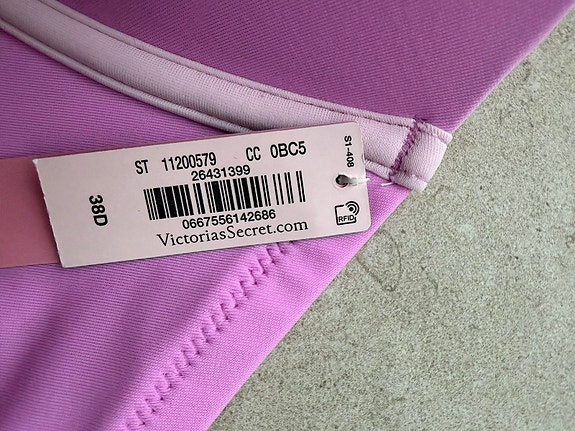 ST 11200579 CC 0BC5
26431399
0667556142686
VictoriasSecret.com
38D
S1-408
RFID